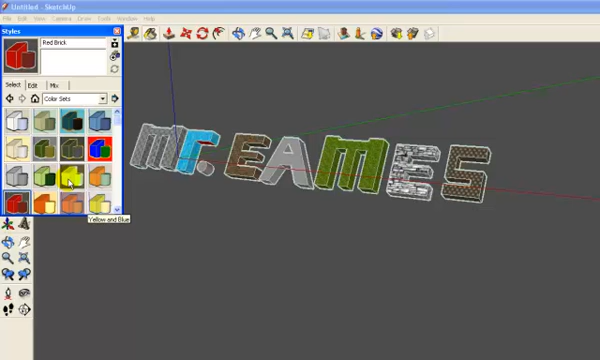 Untitled - SketchUp
File Edit View Camera Draw Tools Window Help
Styles
Red Brick
Select Edit Mix
Color Sets
Mr. EAMES
Yellow and Blue